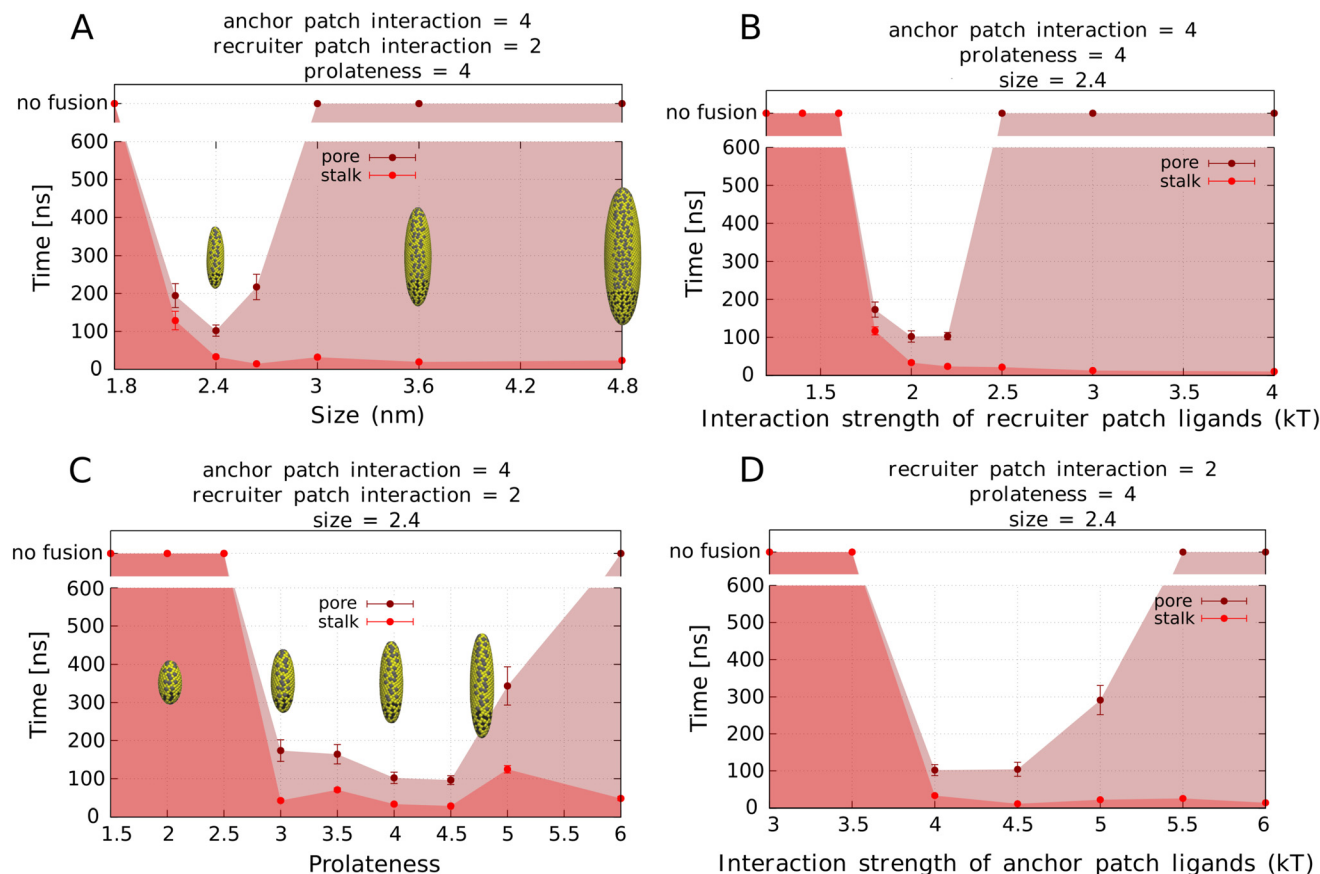 A
anchor patch interaction = 4
recruiter patch interaction = 2
prolateness = 4
no fusion
600
500
400
300
200
100
0
Time [ns]
pore
stalk
1.8 2.4 3 3.6 4.2 4.8
Size (nm)
B
anchor patch interaction = 4
prolateness = 4
size = 2.4
no fusion
600
500
400
300
200
100
0
Time [ns]
pore
stalk
1.5 2 2.5 3 3.5 4
Interaction strength of recruiter patch ligands (kT)
C
anchor patch interaction = 4
recruiter patch interaction = 2
size = 2.4
no fusion
600
500
400
300
200
100
0
Time [ns]
pore
stalk
1.5 2 2.5 3 3.5 4 4.5 5 5.5 6
Prolateness
D
recruiter patch interaction = 2
prolateness = 4
size = 2.4
no fusion
600
500
400
300
200
100
0
Time [ns]
pore
stalk
3 3.5 4 4.5 5 5.5 6
Interaction strength of anchor patch ligands (kT)